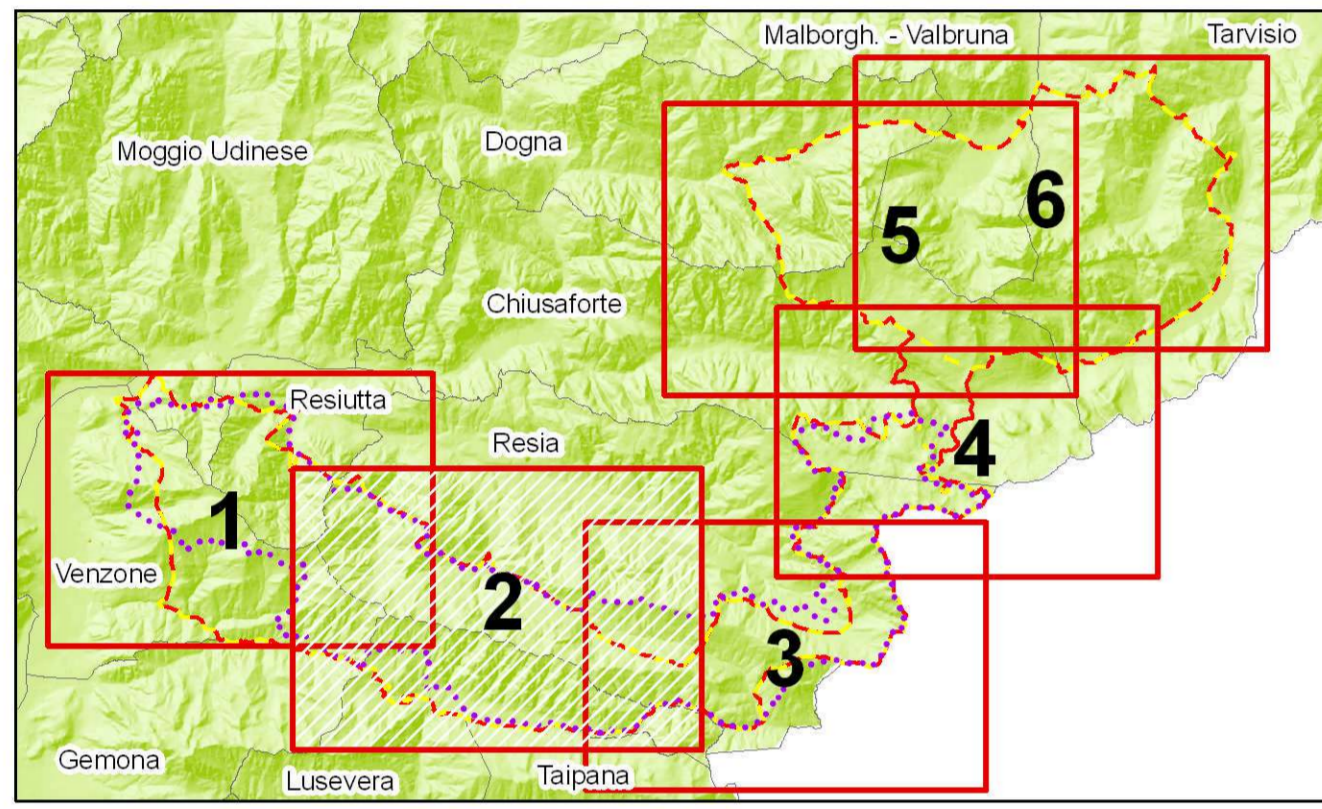 Malborgh. - Valbruna
Tarvisio
Moggio Udinese
Dogna
6
5
Chiusaforte
Resiutta
Resia
4
1
Venzone
2
3
Gemona
Lusevera
Taipana